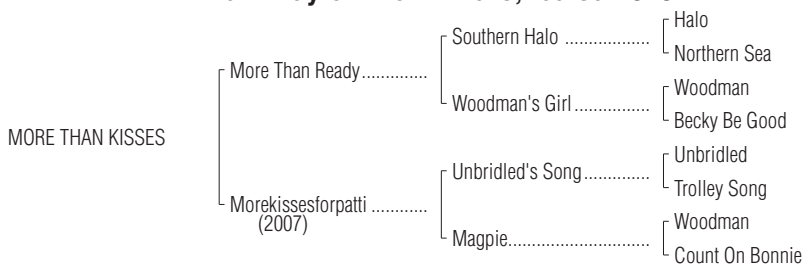 Halo
Southern Halo
Northern Sea
More Than Ready
Woodman
Woodman's Girl
Becky Be Good
MORE THAN KISSES
Unbridled
Unbridled's Song
Trolley Song
Morekissesforpatti
(2007)
Woodman
Magpie
Count On Bonnie